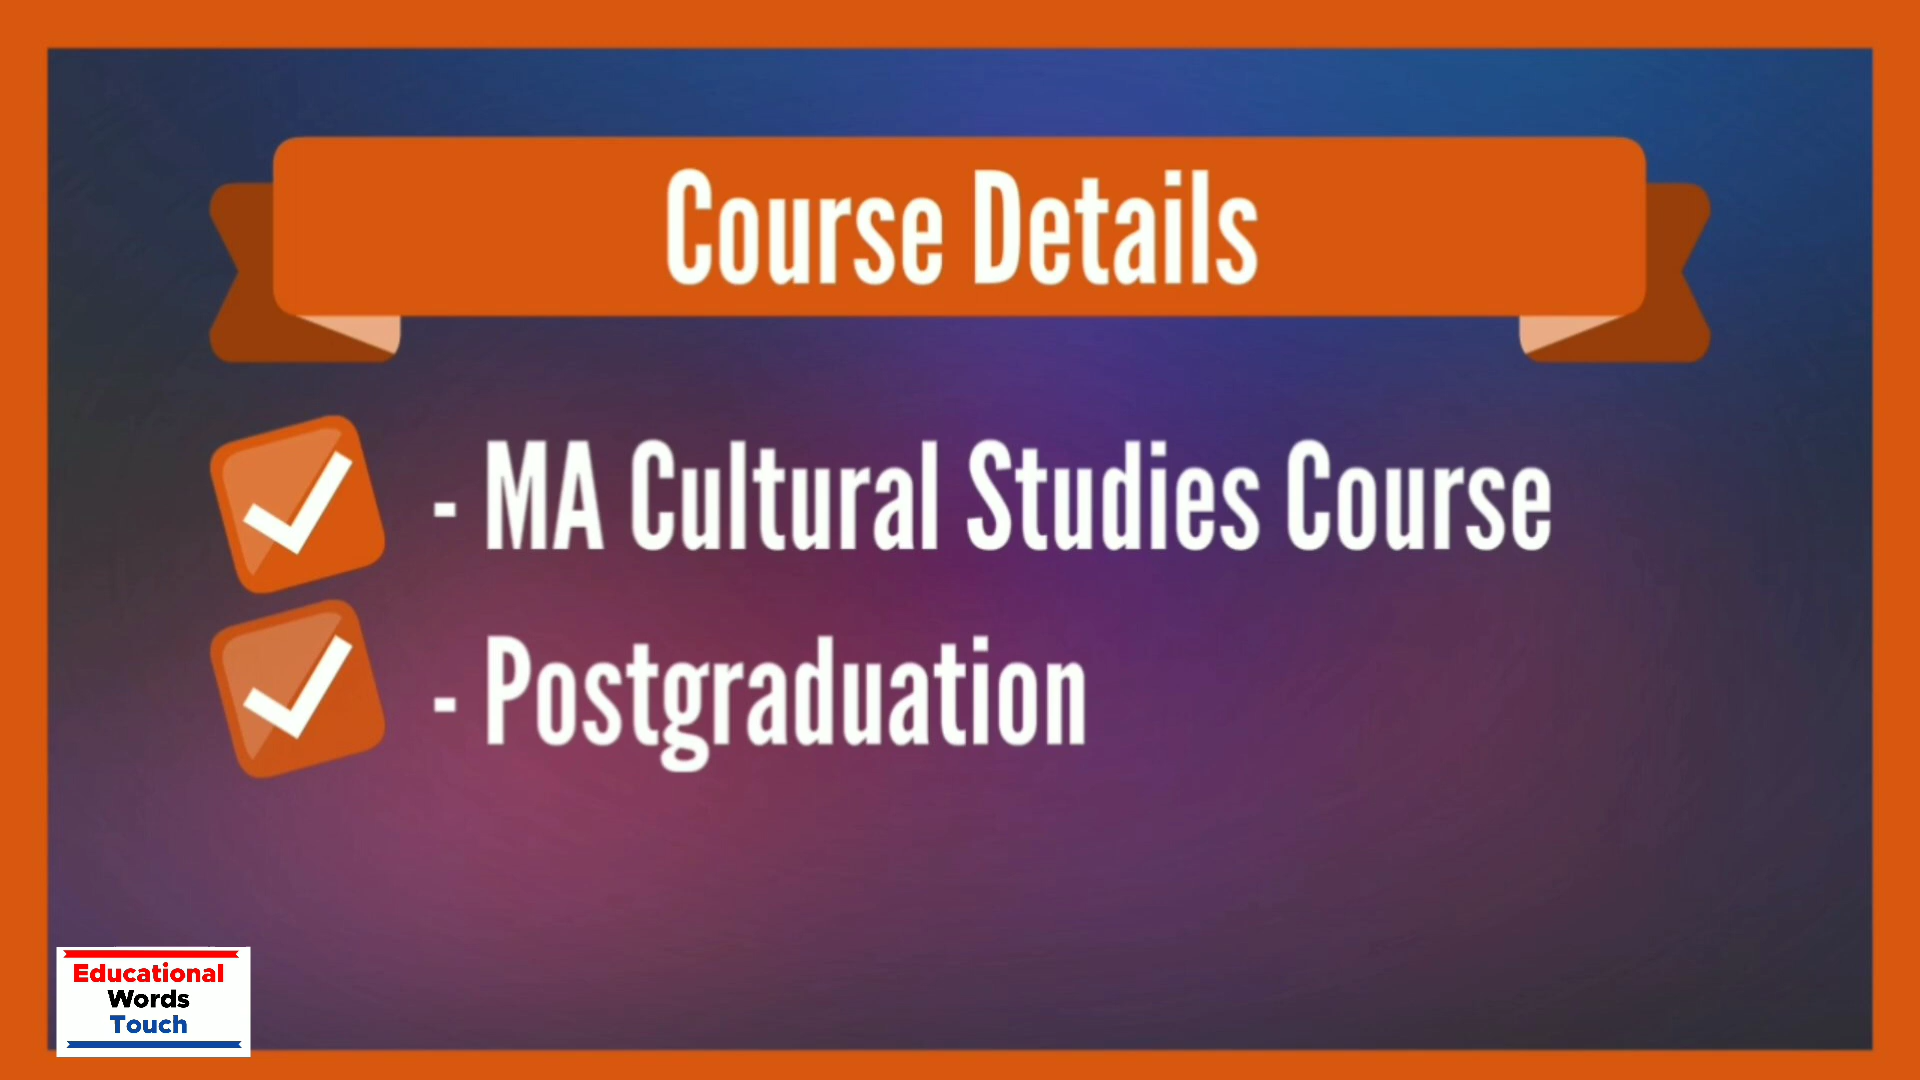 Course Details
- MA Cultural Studies Course
- Postgraduation
Educational
Words
Touch